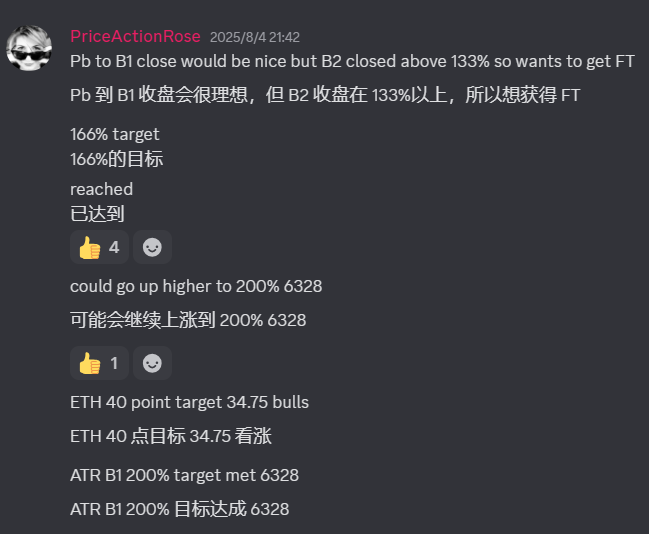 PriceActionRose 2025/8/4 21:42
Pb to B1 close would be nice but B2 closed above 133% so wants to get FT
Pb 到 B1 收盘会很理想，但 B2 收盘在 133%以上，所以想获得 FT
166% target
166%的目标
reached
已达到
4
could go up higher to 200% 6328
可能会继续上涨到 200% 6328
1
ETH 40 point target 34.75 bulls
ETH 40 点目标 34.75 看涨
ATR B1 200% target met 6328
ATR B1 200% 目标达成 6328